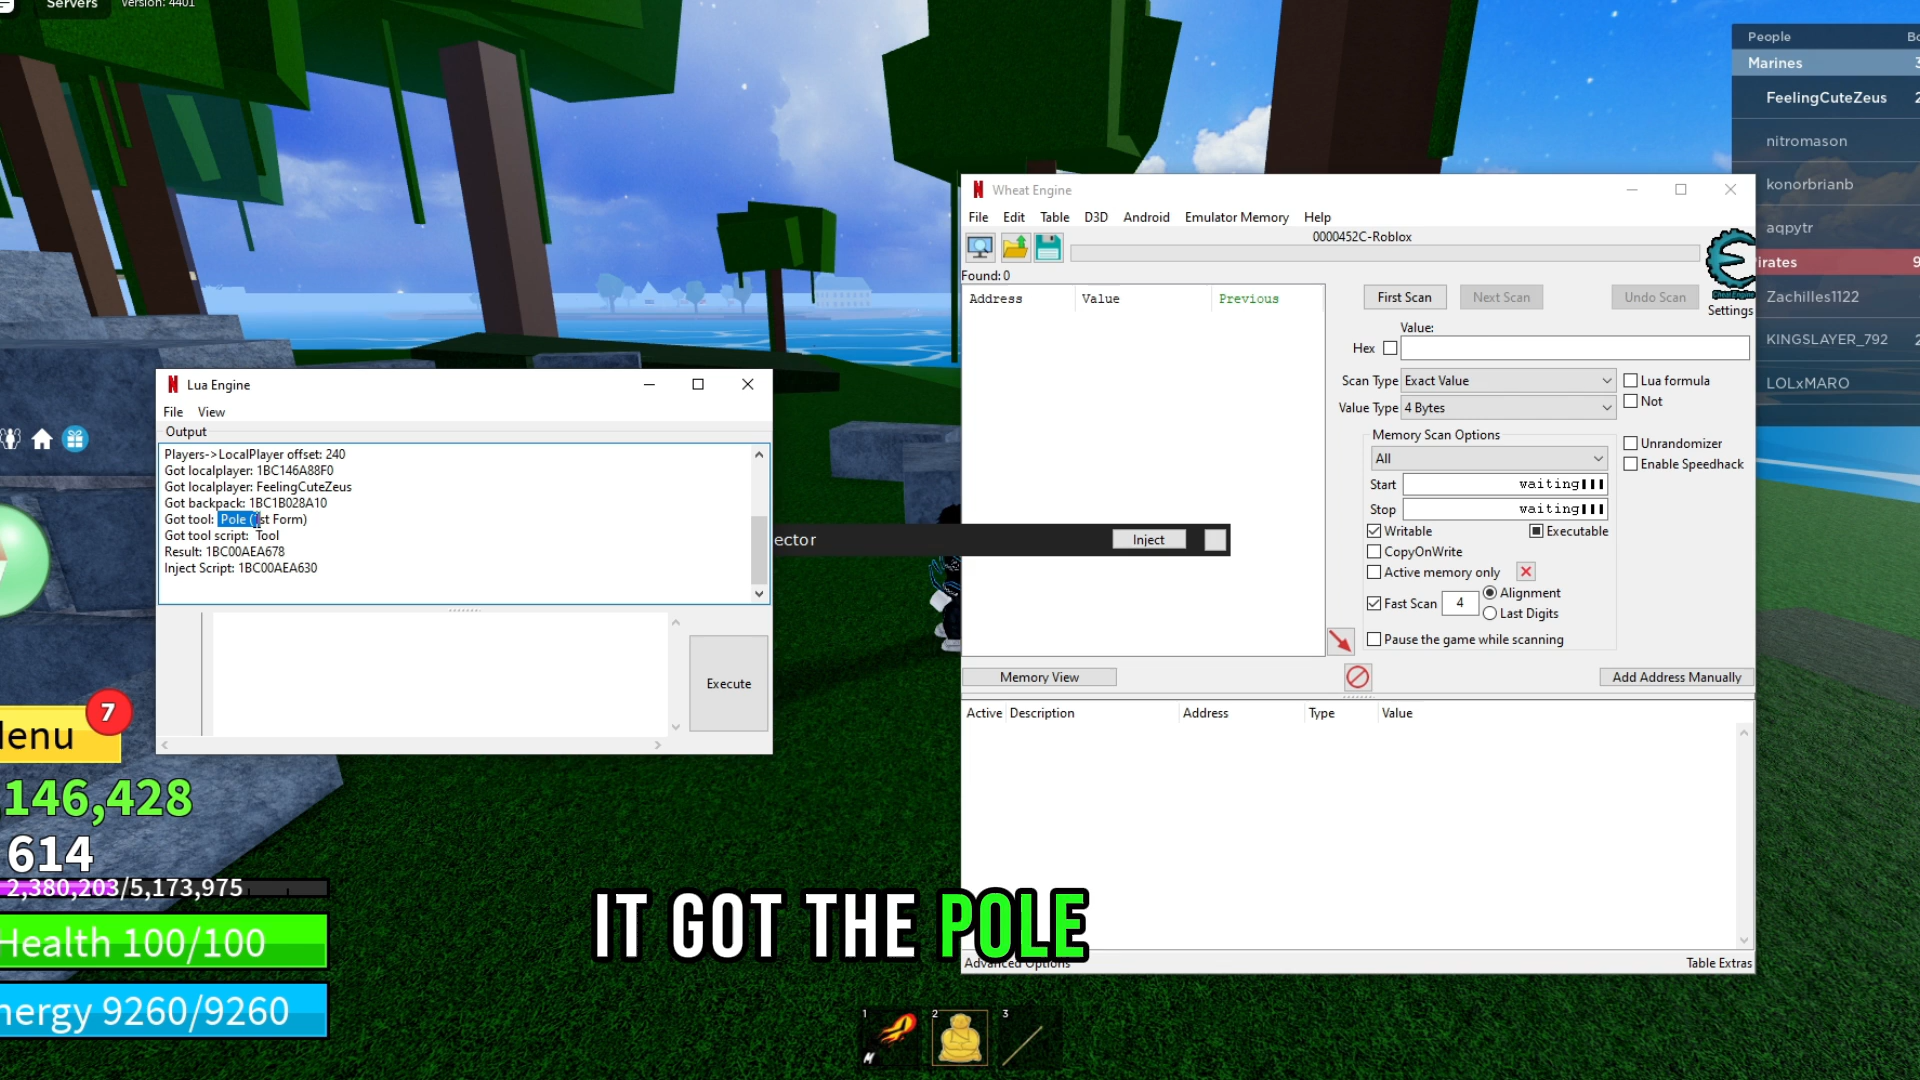 Servers
Version: 4401
People
Marines
FeelingCuteZeus
nitromason
konorbrianb
aqpytr
irates
Zachilles1122
KINGSLAYER_792
LOLxMARO
Wheat Engine
File Edit Table D3D Android Emulator Memory Help
0000452C-Roblox
Found: 0
Address Value Previous
First Scan Next Scan Undo Scan
Cheat Engine
Settings
Value:
Hex
Scan Type Exact Value
Lua formula
Value Type 4 Bytes
Not
Memory Scan Options
All
Unrandomizer
Enable Speedhack
Start waiting
Stop waiting
Writable Executable
CopyOnWrite
Active memory only
Fast Scan 4 Alignment
Last Digits
Pause the game while scanning
Memory View
Add Address Manually
Active Description Address Type Value
Advanced Options
Table Extras
Lua Engine
File View
Output
Players->LocalPlayer offset: 240
Got localplayer: 1BC146A88F0
Got localplayer: FeelingCuteZeus
Got backpack: 1BC1B028A10
Got tool: Pole (1st Form)
Got tool script: Tool
Result: 1BC00AEA678
Inject Script: 1BC00AEA630
Execute
ector
Inject
7
enu
,146,428
614
2,380,203/5,173,975
Health 100/100
nergy 9260/9260
IT GOT THE POLE
1 2 3
M